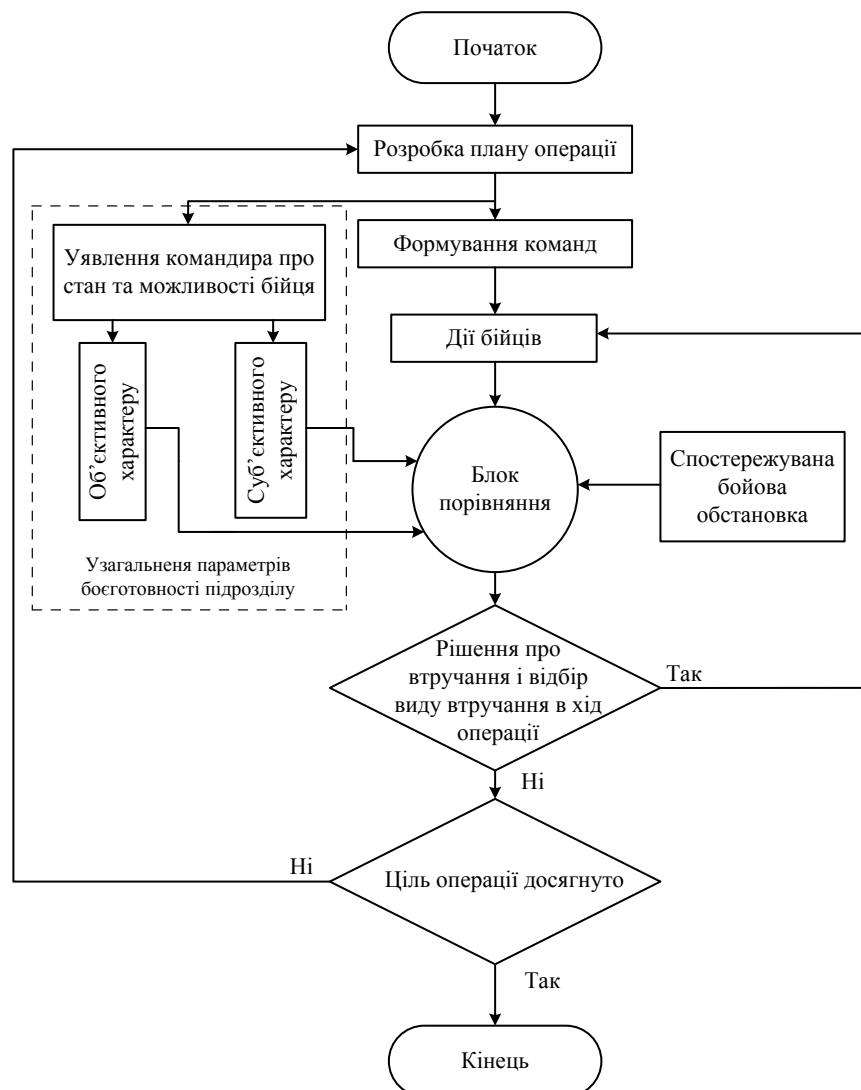 Початок
Розробка плану операції
Уявлення командира про
стан та можливості бійця
Формування команд
Дії бійців
Об’єктивного
характеру
Суб’єктивного
характеру
Блок
порівняння
Спостережувана
бойова
обстановка
Узагальненя параметрів
боєготовності підрозділу
Рішення про
втручання і відбір
виду втручання в хід
операції
Так
Ні
Ні
Ціль операції досягнуто
Так
Кінець